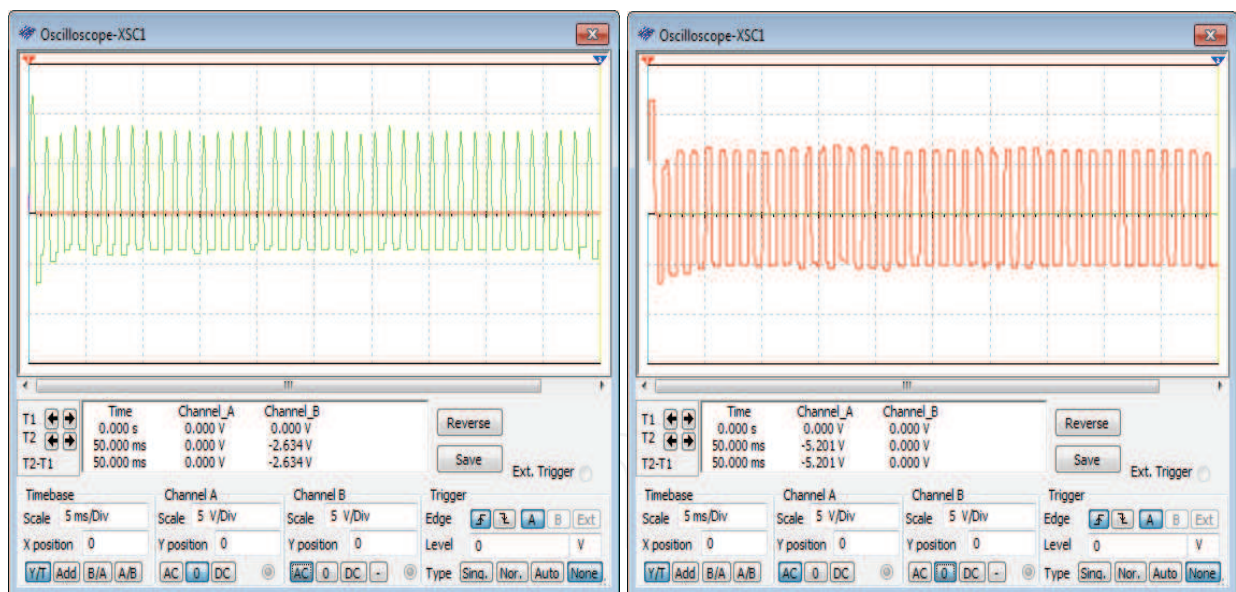 Oscilloscope-XSC1
Time Channel_A Channel_B
T1 0.000 s 0.000 V 0.000 V
T2 50.000 ms 0.000 V -2.634 V
T2-T1 50.000 ms 0.000 V -2.634 V
Reverse
Save
Ext. Trigger
Timebase Channel A Channel B Trigger
Scale 5 ms/Div Scale 5 V/Div Scale 5 V/Div Edge A B Ext
X position 0 Y position 0 Y position 0 Level 0 V
Y/T Add B/A A/B AC 0 DC AC 0 DC - Type Sing. Nor. Auto None
Oscilloscope-XSC1
Time Channel_A Channel_B
T1 0.000 s 0.000 V 0.000 V
T2 50.000 ms -5.201 V 0.000 V
T2-T1 50.000 ms -5.201 V 0.000 V
Reverse
Save
Ext. Trigger
Timebase Channel A Channel B Trigger
Scale 5 ms/Div Scale 5 V/Div Scale 5 V/Div Edge A B Ext
X position 0 Y position 0 Y position 0 Level 0 V
Y/T Add B/A A/B AC 0 DC AC 0 DC - Type Sing. Nor. Auto None